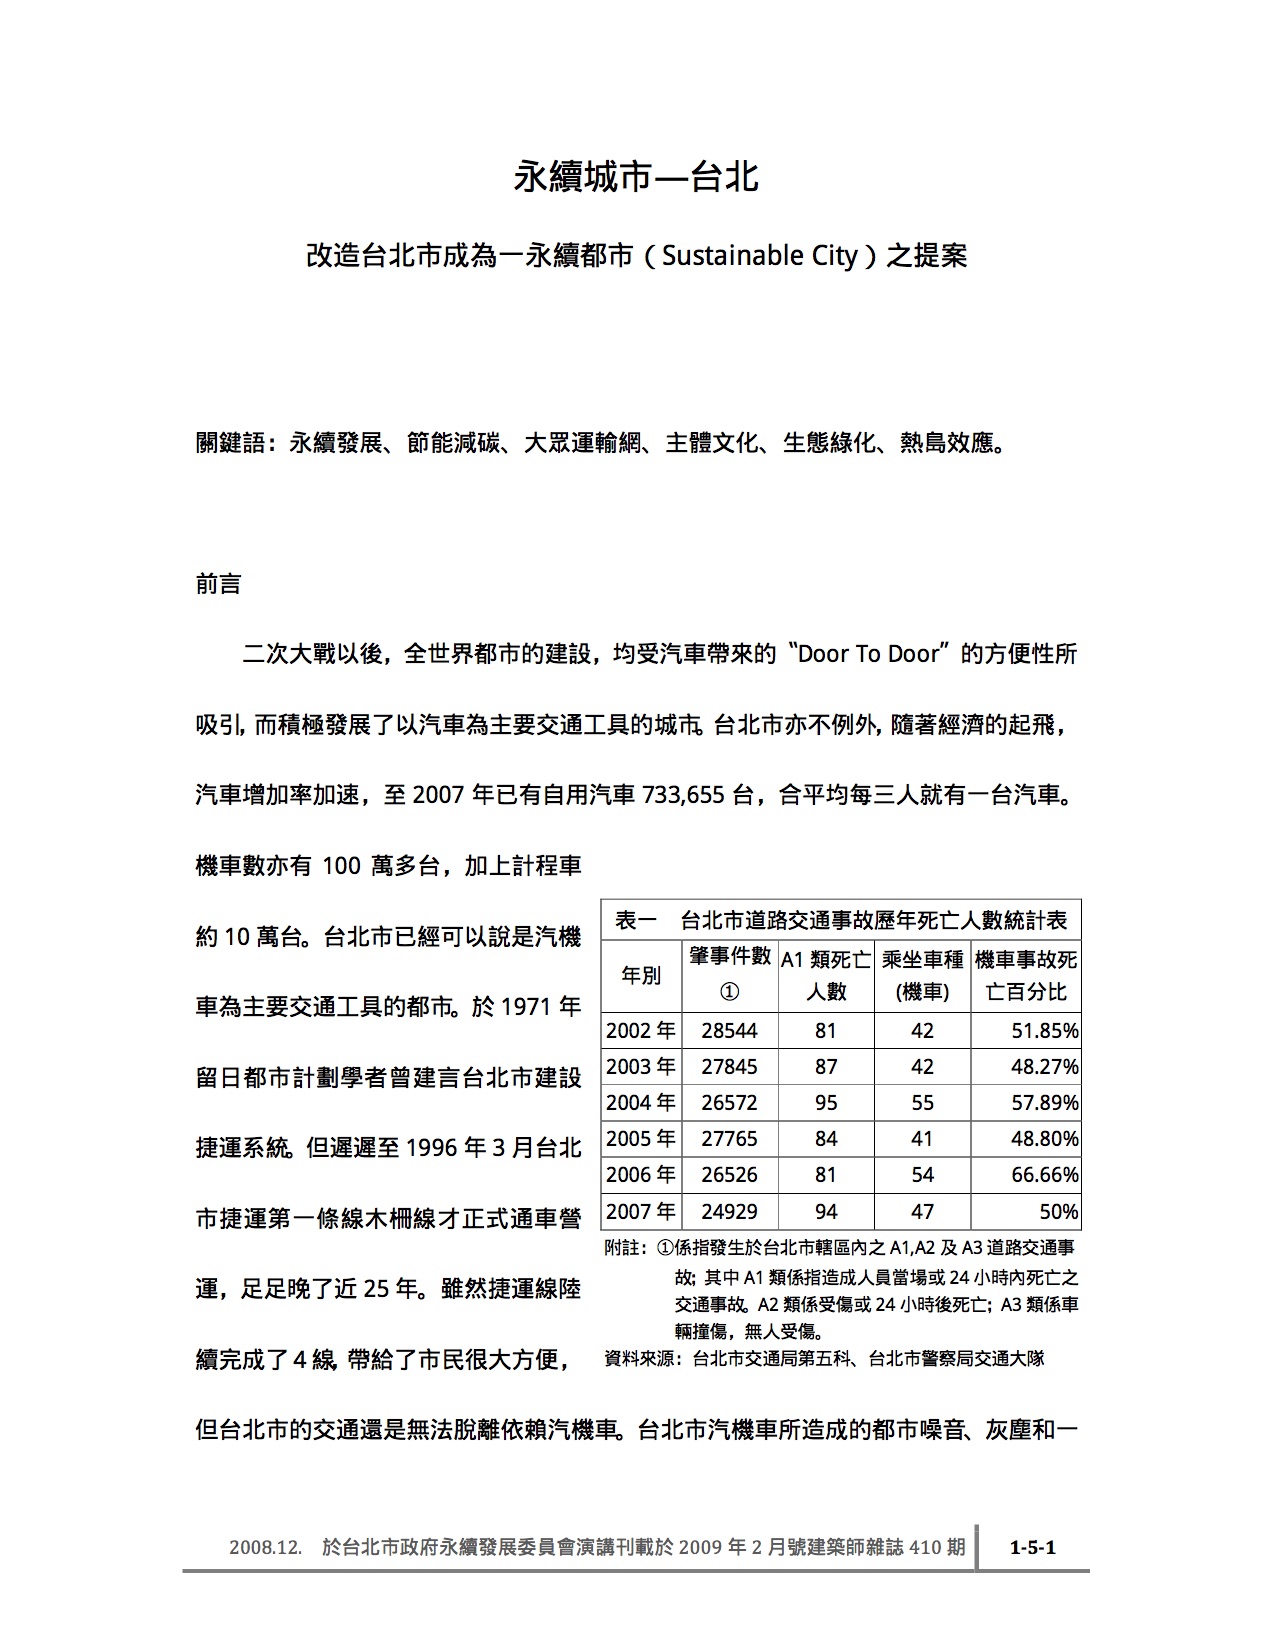 永續城市—台北
改造台北市成為一永續都市（Sustainable City）之提案
關鍵語：永續發展、節能減碳、大眾運輸網、主體文化、生態綠化、熱島效應。
前言
二次大戰以後，全世界都市的建設，均受汽車帶來的〝Door To Door〞的方便性所
吸引，而積極發展了以汽車為主要交通工具的城市。台北市亦不例外，隨著經濟的起飛，
汽車增加率加速，至 2007 年已有自用汽車 733,655 台，合平均每三人就有一台汽車。
機車數亦有 100 萬多台，加上計程車
約 10 萬台。台北市已經可以說是汽機
車為主要交通工具的都市。於 1971 年
留日都市計劃學者曾建言台北市建設
捷運系統。但遲遲至 1996 年 3 月台北
市捷運第一條線木柵線才正式通車營
運，足足晚了近 25 年。雖然捷運線陸
續完成了 4 線，帶給了市民很大方便，
但台北市的交通還是無法脫離依賴汽機車。台北市汽機車所造成的都市噪音、灰塵和一
表一 台北市道路交通事故歷年死亡人數統計表
年別 肇事件數① A1 類死亡人數 乘坐車種(機車) 機車事故死亡百分比
2002 年 28544 81 42 51.85%
2003 年 27845 87 42 48.27%
2004 年 26572 95 55 57.89%
2005 年 27765 84 41 48.80%
2006 年 26526 81 54 66.66%
2007 年 24929 94 47 50%
附註：①係指發生於台北市轄區內之 A1,A2 及 A3 道路交通事
故；其中 A1 類係指造成人員當場或 24 小時內死亡之
交通事故。A2 類係受傷或 24 小時後死亡；A3 類係車
輛撞傷，無人受傷。
資料來源：台北市交通局第五科、台北市警察局交通大隊
2008.12. 於台北市政府永續發展委員會演講刊載於 2009 年 2 月號建築師雜誌 410 期 1-5-1